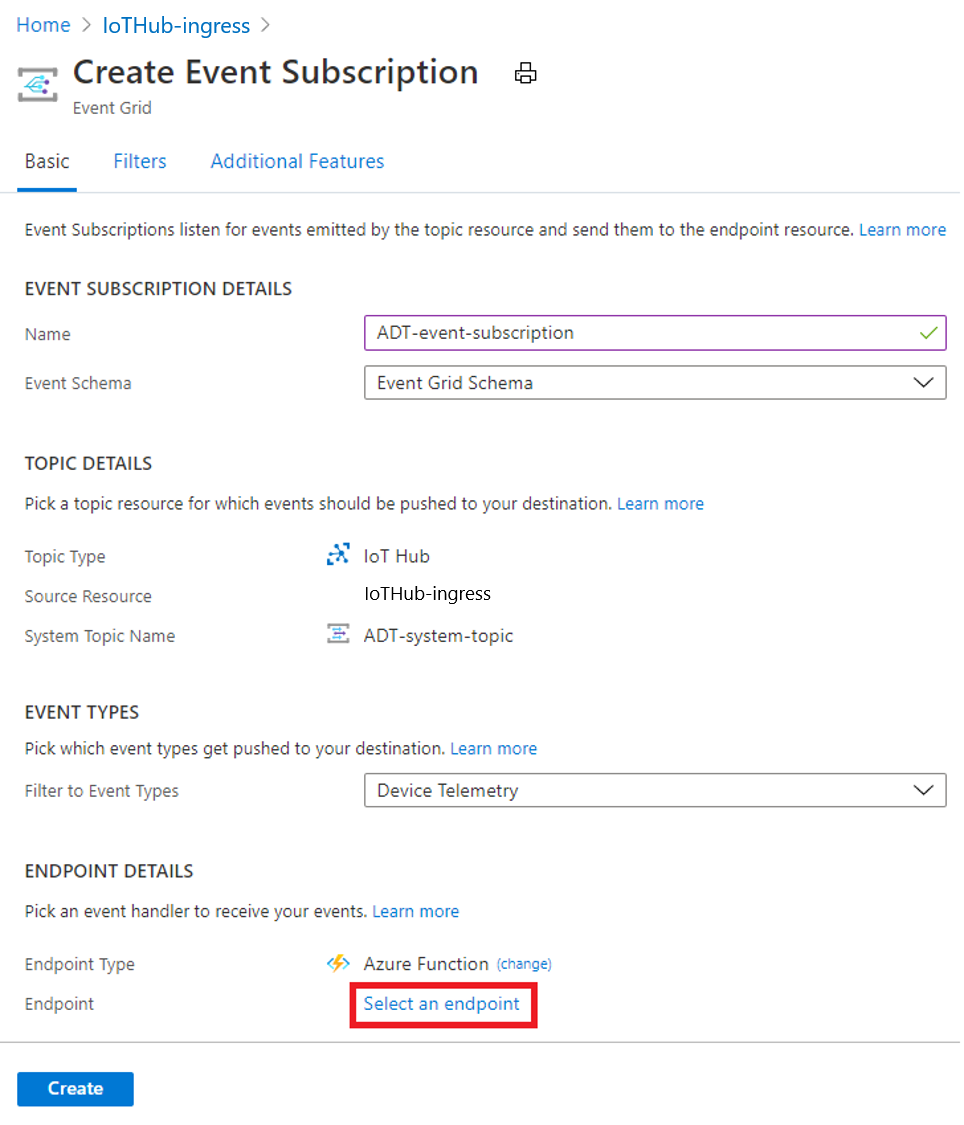 Home > IoTHub-ingress >
Create Event Subscription
Event Grid
Basic Filters Additional Features
Event Subscriptions listen for events emitted by the topic resource and send them to the endpoint resource. Learn more
EVENT SUBSCRIPTION DETAILS
Name ADT-event-subscription
Event Schema Event Grid Schema
TOPIC DETAILS
Pick a topic resource for which events should be pushed to your destination. Learn more
Topic Type IoT Hub
Source Resource IoTHub-ingress
System Topic Name ADT-system-topic
EVENT TYPES
Pick which event types get pushed to your destination. Learn more
Filter to Event Types Device Telemetry
ENDPOINT DETAILS
Pick an event handler to receive your events. Learn more
Endpoint Type Azure Function (change)
Endpoint Select an endpoint
Create